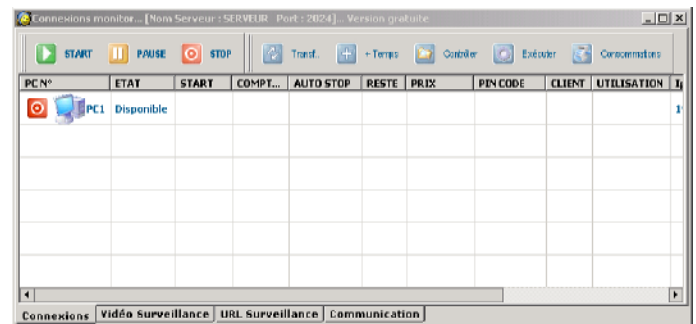 Connexions monitor... [Nom Serveur : SERVEUR Port : 2024]... Version gratuite
START PAUSE STOP Transf.. +Temps Contrôler Exécuter Consommations
PC N° ETAT START COMPT... AUTO STOP RESTE PRIX PIN CODE CLIENT UTILISATION
PC1 Disponible
Connexions Vidéo Surveillance URL Surveillance Communication